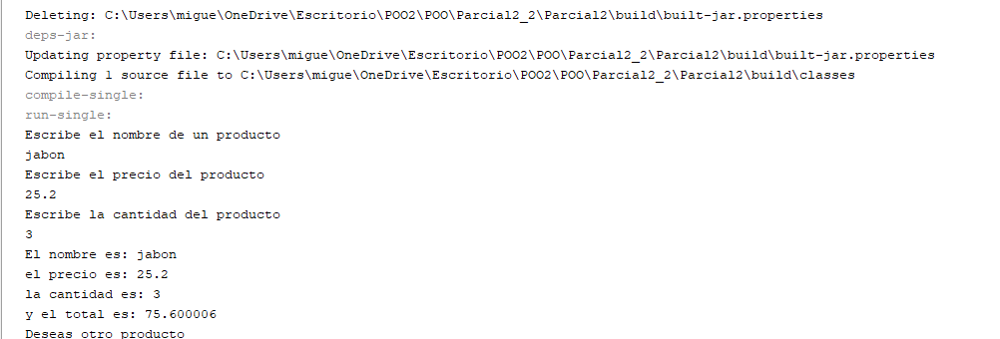 Deleting: C:\Users\migue\OneDrive\Escritorio\POO2\POO\Parcial2_2\Parcial2\build\built-jar.properties
deps-jar:
Updating property file: C:\Users\migue\OneDrive\Escritorio\POO2\POO\Parcial2_2\Parcial2\build\built-jar.properties
Compiling 1 source file to C:\Users\migue\OneDrive\Escritorio\POO2\POO\Parcial2_2\Parcial2\build\classes
compile-single:
run-single:
Escribe el nombre de un producto
jabon
Escribe el precio del producto
25.2
Escribe la cantidad del producto
3
El nombre es: jabon
el precio es: 25.2
la cantidad es: 3
y el total es: 75.600006
Deseas otro producto